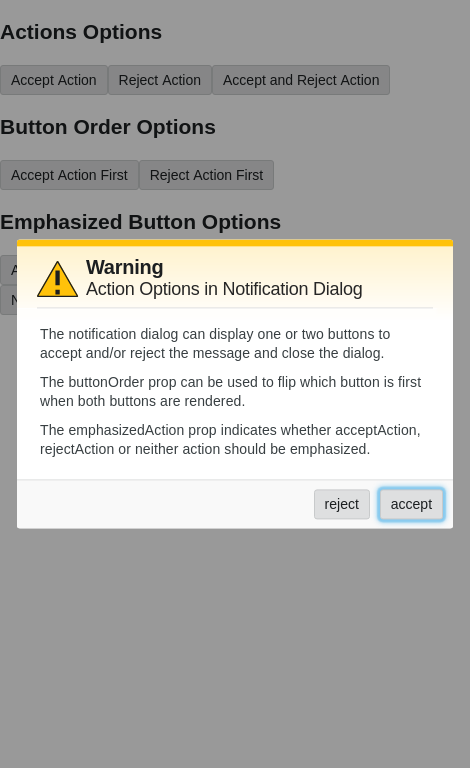 Actions Options
Accept Action Reject Action Accept and Reject Action
Button Order Options
Accept Action First Reject Action First
Emphasized Button Options
Warning
Action Options in Notification Dialog
The notification dialog can display one or two buttons to
accept and/or reject the message and close the dialog.
The buttonOrder prop can be used to flip which button is first
when both buttons are rendered.
The emphasizedAction prop indicates whether acceptAction,
rejectAction or neither action should be emphasized.
reject accept